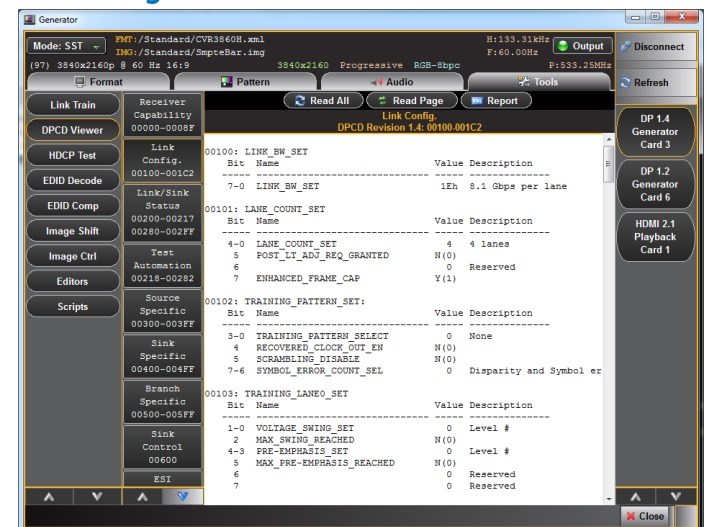 Generator
Mode: SST
FMT:/Standard/CVR3860H.xml
IMG:/Standard/SmpteBar.img
H:133.31kHz
F:60.00Hz
Output
(97) 3840x2160p @ 60 Hz 16:9
3840x2160 Progressive RGB-8bpc
P:533.25MHz
Disconnect
Refresh
Format
Pattern
Audio
Tools
Link Train
DPCD Viewer
HDCP Test
EDID Decode
EDID Comp
Image Shift
Image Ctrl
Editors
Scripts
Receiver
Capability
00000-0008F
Link
Config.
00100-001C2
Link/Sink
Status
00200-00217
00280-002FF
Test
Automation
00218-00282
Source
Specific
00300-003FF
Sink
Specific
00400-004FF
Branch
Specific
00500-005FF
Sink
Control
00600
ESI
Read All
Read Page
Report
Link Config.
DPCD Revision 1.4: 00100-001C2
00100: LINK_BW_SET
Bit Name Value Description
7-0 LINK_BW_SET 1Eh 8.1 Gbps per lane
00101: LANE_COUNT_SET
Bit Name Value Description
4-0 LANE_COUNT_SET 4 4 lanes
5 POST_LT_ADJ_REQ_GRANTED N(0)
6 0 Reserved
7 ENHANCED_FRAME_CAP Y(1)
00102: TRAINING_PATTERN_SET:
Bit Name Value Description
3-0 TRAINING_PATTERN_SELECT 0 None
4 RECOVERED_CLOCK_OUT_EN N(0)
5 SCRAMBLING_DISABLE N(0)
7-6 SYMBOL_ERROR_COUNT_SEL 0 Disparity and Symbol er
00103: TRAINING_LANE0_SET
Bit Name Value Description
1-0 VOLTAGE_SWING_SET 0 Level #
2 MAX_SWING_REACHED N(0)
4-3 PRE-EMPHASIS_SET 0 Level #
5 MAX_PRE-EMPHASIS_REACHED N(0)
6 0 Reserved
7 0 Reserved
DP 1.4
Generator
Card 3
DP 1.2
Generator
Card 6
HDMI 2.1
Playback
Card 1
Close